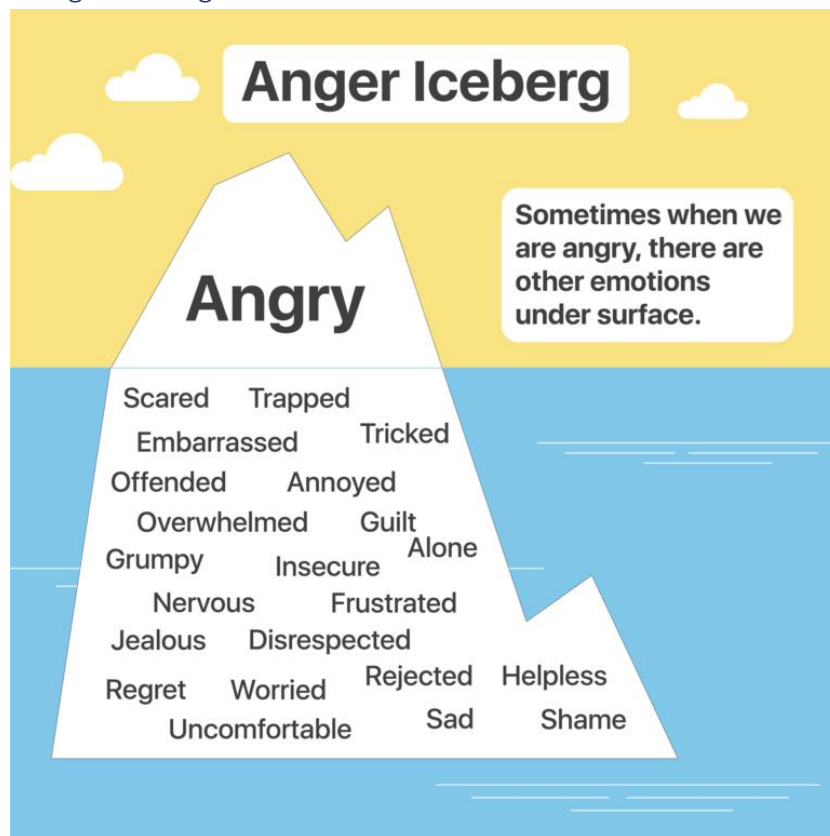 Anger Iceberg
Sometimes when we
are angry, there are
other emotions
under surface.
Angry
Scared Trapped
Embarrassed Tricked
Offended Annoyed
Overwhelmed Guilt
Grumpy Insecure Alone
Nervous Frustrated
Jealous Disrespected
Regret Worried Rejected Helpless
Uncomfortable Sad Shame